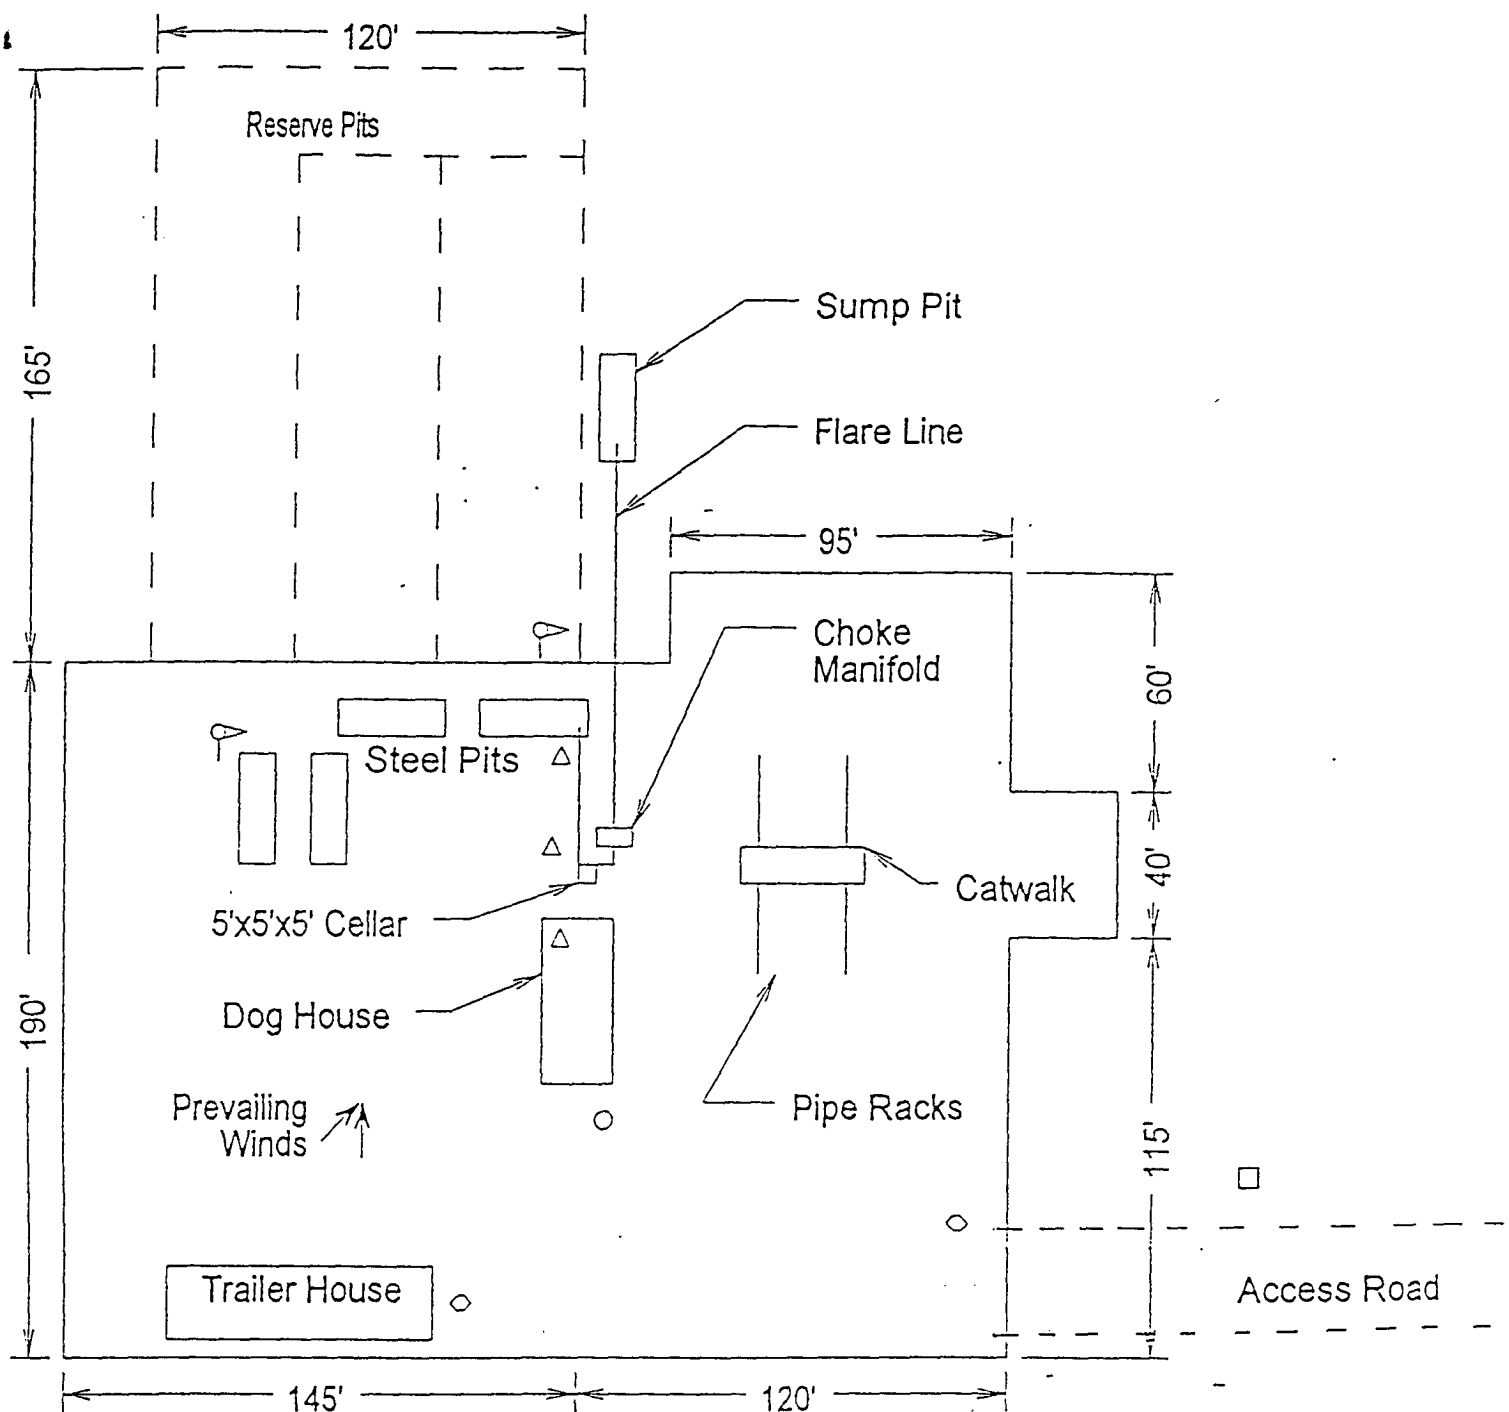 120'
Reserve Pits
165'
Sump Pit
Flare Line
95'
Choke
Manifold
60'
Steel Pits
40'
Catwalk
5'x5'x5' Cellar
190'
Dog House
Prevailing
Winds
Pipe Racks
115'
Trailer House
Access Road
145'
120'